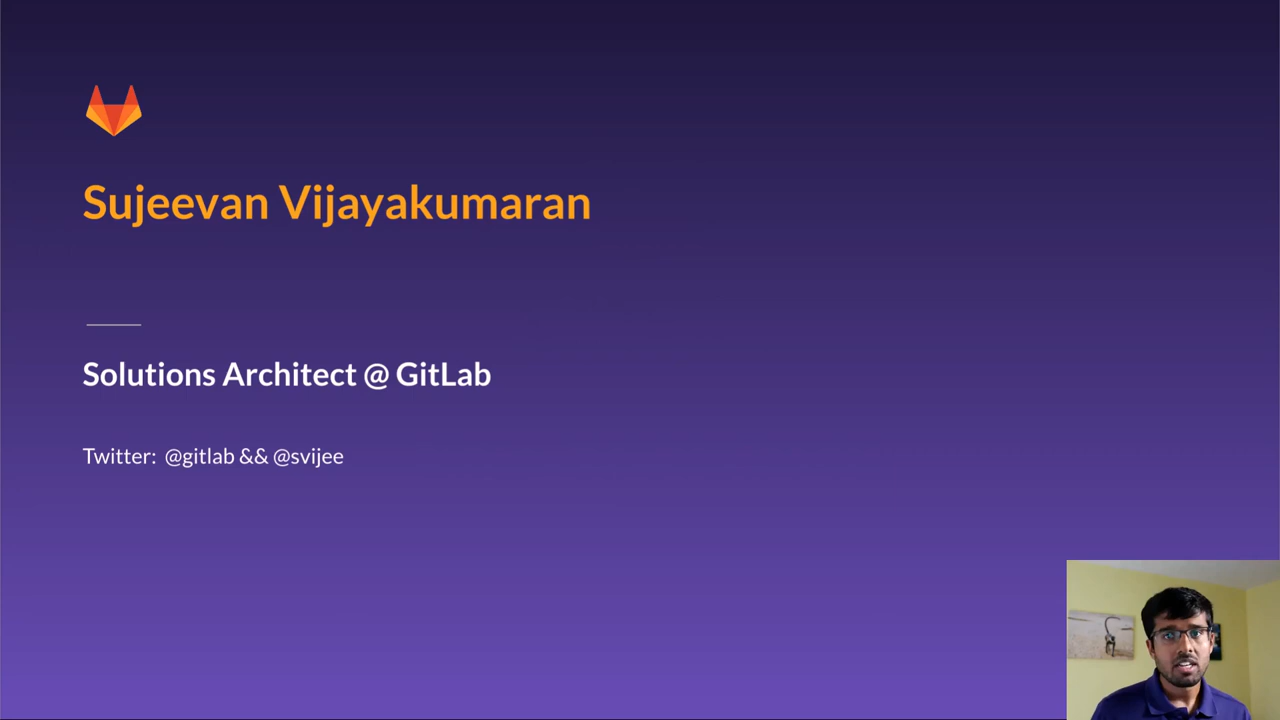 Sujeevan Vijayakumaran
Solutions Architect @ GitLab
Twitter: @gitlab && @svijee